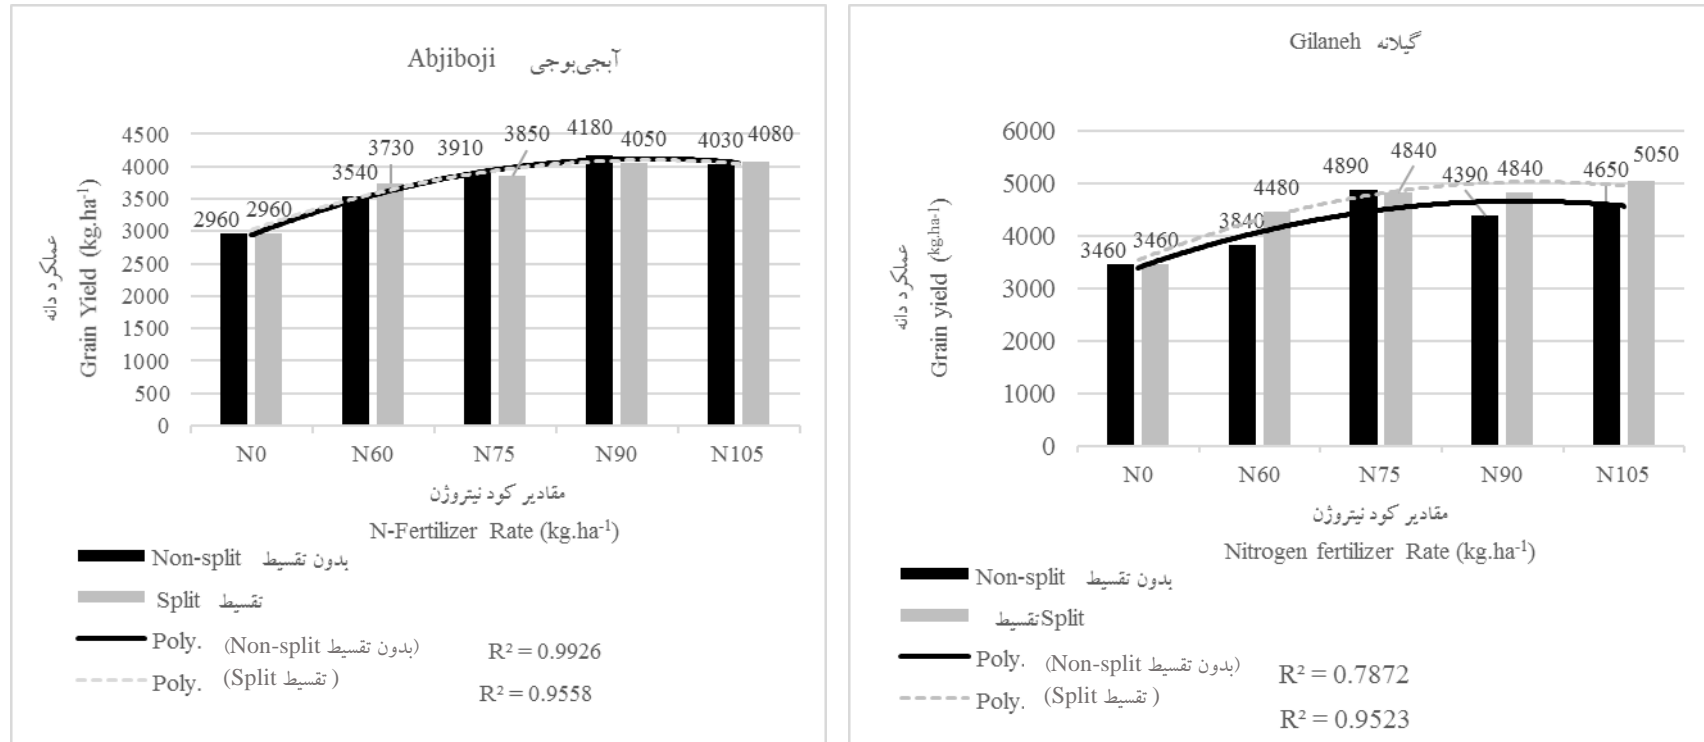 Abjiboji آبجی‌بوجی
عملکرد دانه
Grain Yield (kg.ha-1)
4500
4000
3500
3000
2500
2000
1500
1000
500
0
2960
2960
3540
3730
3910
3850
4180
4050
4030
4080
N0 N60 N75 N90 N105
مقادیر کود نیتروژن
N-Fertilizer Rate (kg.ha-1)
Non-split بدون تقسیط
Split تقسیط
Poly. (Non-split بدون تقسیط) R² = 0.9926
Poly. (Split تقسیط) R² = 0.9558
Gilaneh گیلانه
عملکرد دانه
Grain yield (kg.ha-1)
6000
5000
4000
3000
2000
1000
0
3460
3460
3840
4480
4890
4840
4390
4840
4650
5050
N0 N60 N75 N90 N105
مقادیر کود نیتروژن
Nitrogen fertilizer Rate (kg.ha-1)
Non-split بدون تقسیط
Split تقسیط
Poly. (Non-split بدون تقسیط) R² = 0.7872
Poly. (Split تقسیط)
R² = 0.9523